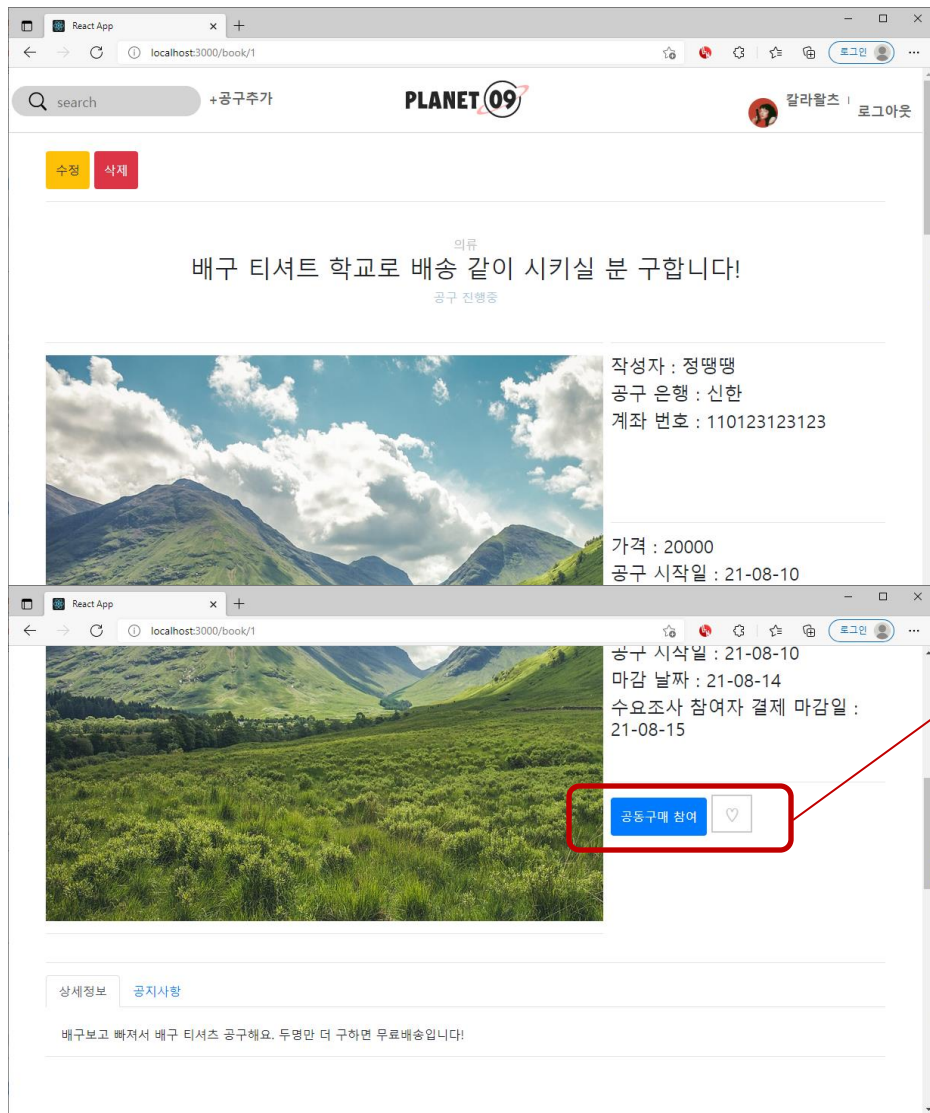 React App
localhost:3000/book/1
로그인
search
+공구추가
PLANET 09
칼라왈츠
로그아웃
수정
삭제
의류
배구 티셔트 학교로 배송 같이 시키실 분 구합니다!
공구 진행중
작성자 : 정땡땡
공구 은행 : 신한
계좌 번호 : 110123123123
가격 : 20000
공구 시작일 : 21-08-10
React App
localhost:3000/book/1
로그인
공구 시작일 : 21-08-10
마감 날짜 : 21-08-14
수요조사 참여자 결제 마감일 :
21-08-15
공동구매 참여
상세정보
공지사항
배구보고 빠져서 배구 티셔츠 공구해요. 두명만 더 구하면 무료배송입니다!